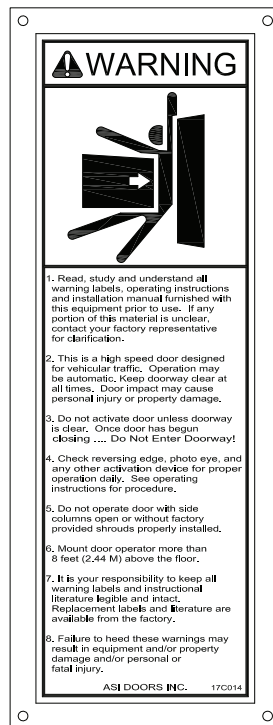 WARNING
1. Read, study and understand all
warning labels, operating instructions
and installation manual furnished with
this equipment prior to use. If any
portion of this material is unclear,
contact your factory representative
for clarification.
2. This is a high speed door designed
for vehicular traffic. Operation may
be automatic. Keep doorway clear at
all times. Door impact may cause
personal injury or property damage.
3. Do not activate door unless doorway
is clear. Once door has begun
closing .... Do Not Enter Doorway!
4. Check reversing edge, photo eye, and
any other activation device for proper
operation daily. See operating
instructions for procedure.
5. Do not operate door with side
columns open or without factory
provided shrouds properly installed.
6. Mount door operator more than
8 feet (2.44 M) above the floor.
7. It is your responsibility to keep all
warning labels and instructional
literature legible and intact.
Replacement labels and literature are
available from the factory.
8. Failure to heed these warnings may
result in equipment and/or property
damage and/or personal or
fatal injury.
ASI DOORS INC. 17C014